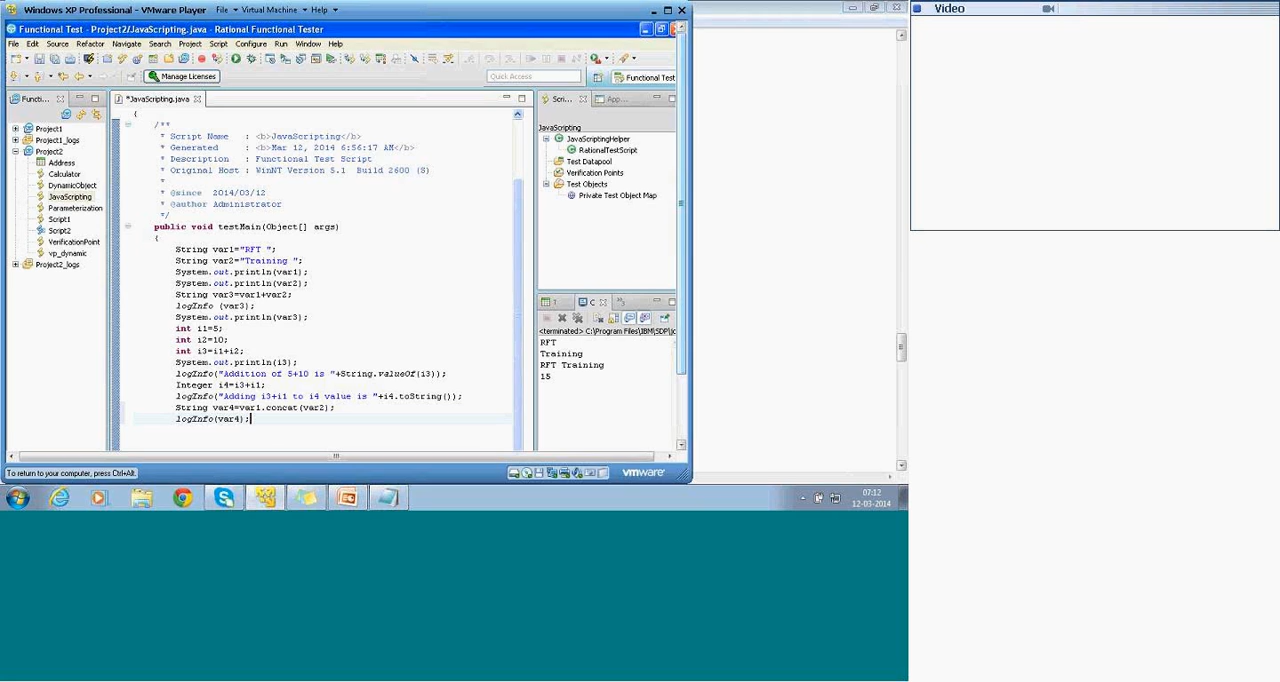 Windows XP Professional - VMware Player File Virtual Machine Help
Video
Functional Test - Project2/JavaScripting.java - Rational Functional Tester
File Edit Source Refactor Navigate Search Project Script Configure Run Window Help
Manage Licenses
Quick Access
Functional Test
Functi...
*JavaScripting.java
Scri...
App...
Project1
Project1_logs
Project2
Address
Calculator
DynamicObject
JavaScripting
Parameterization
Script1
Script2
VerificationPoint
vp_dynamic
Project2_logs
{
/**
* Script Name : <b>JavaScripting</b>
* Generated : <b>Mar 12, 2014 6:56:17 AM</b>
* Description : Functional Test Script
* Original Host : WinNT Version 5.1 Build 2600 (S)
*
* @since 2014/03/12
* @author Administrator
*/
public void testMain(Object[] args)
{
String var1="RFT ";
String var2="Training ";
System.out.println(var1);
System.out.println(var2);
String var3=var1+var2;
logInfo (var3);
System.out.println(var3);
int i1=5;
int i2=10;
int i3=i1+i2;
System.out.println(i3);
logInfo("Addition of 5+10 is "+String.valueOf(i3));
Integer i4=i3+i1;
logInfo("Adding i3+i1 to i4 value is "+i4.toString());
String var4=var1.concat(var2);
logInfo(var4);
JavaScripting
JavaScriptingHelper
RationalTestScript
Test Datapool
Verification Points
Test Objects
Private Test Object Map
T
C
<terminated> C:\Program Files\IBM\SDP\jc
RFT
Training
RFT Training
15
To return to your computer, press Ctrl+Alt.
vmware
07:12
12-03-2014